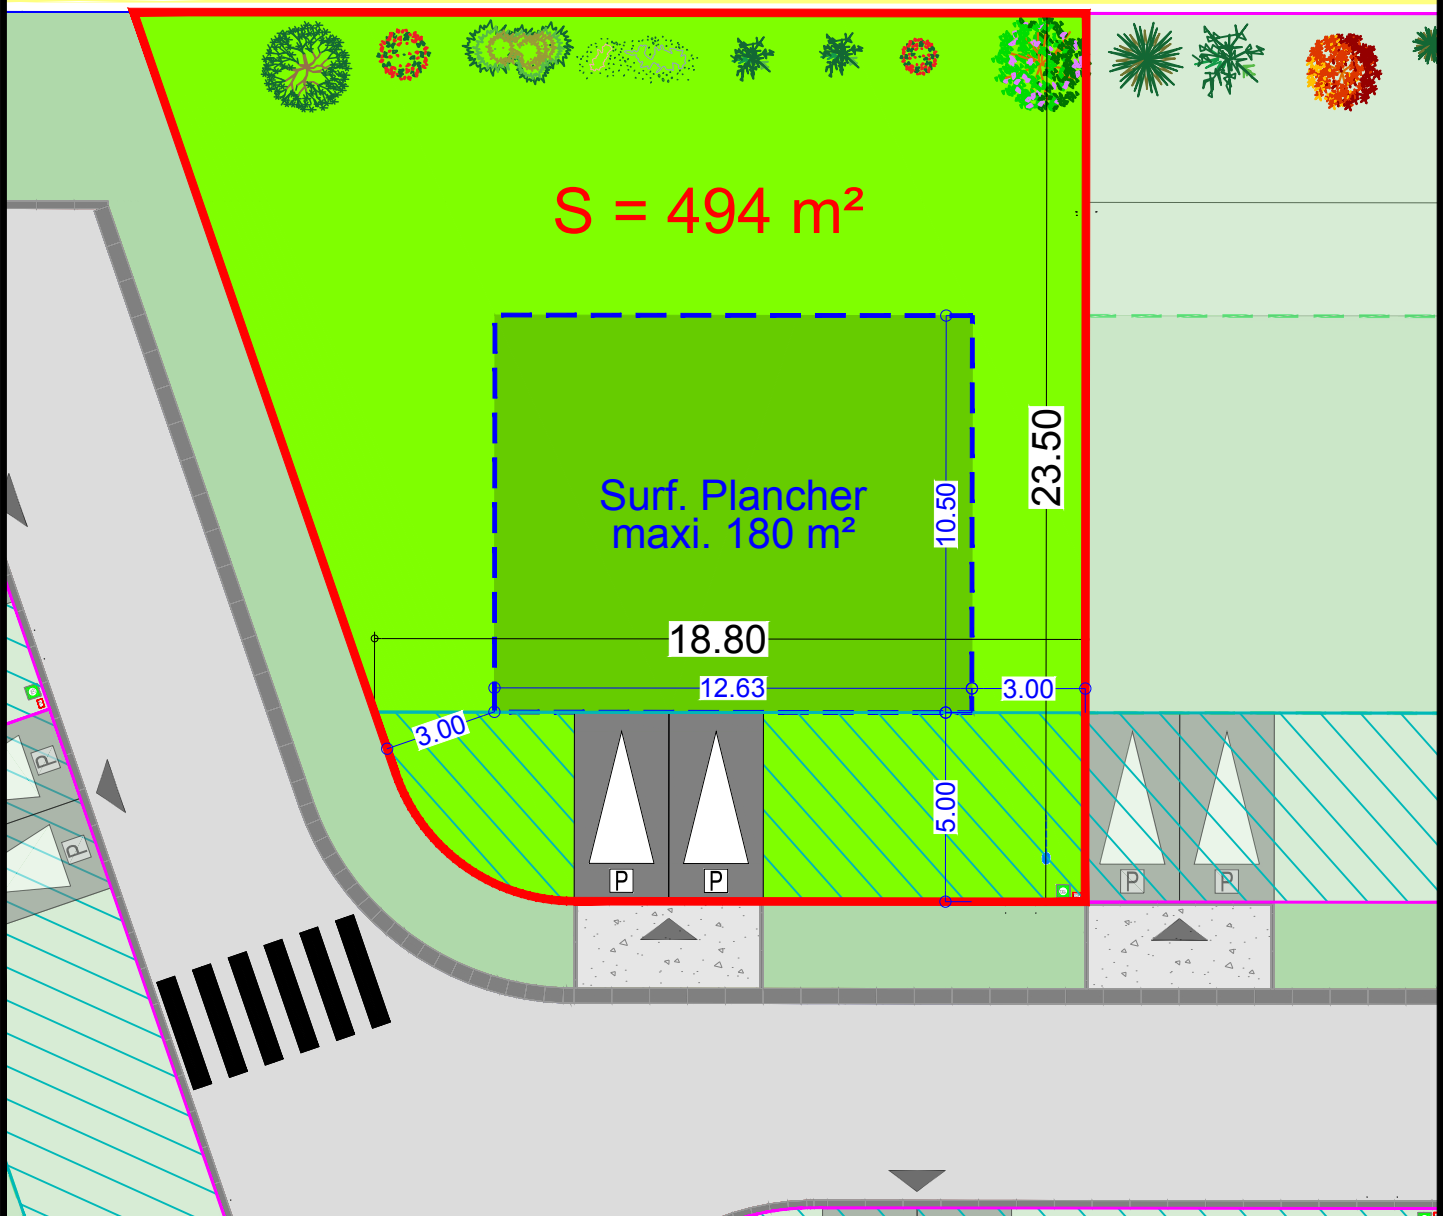 S = 494 m²
Surf. Plancher
maxi. 180 m²
10.50
23.50
18.80
12.63
3.00
3.00
5.00
P
P
P
P
P
P